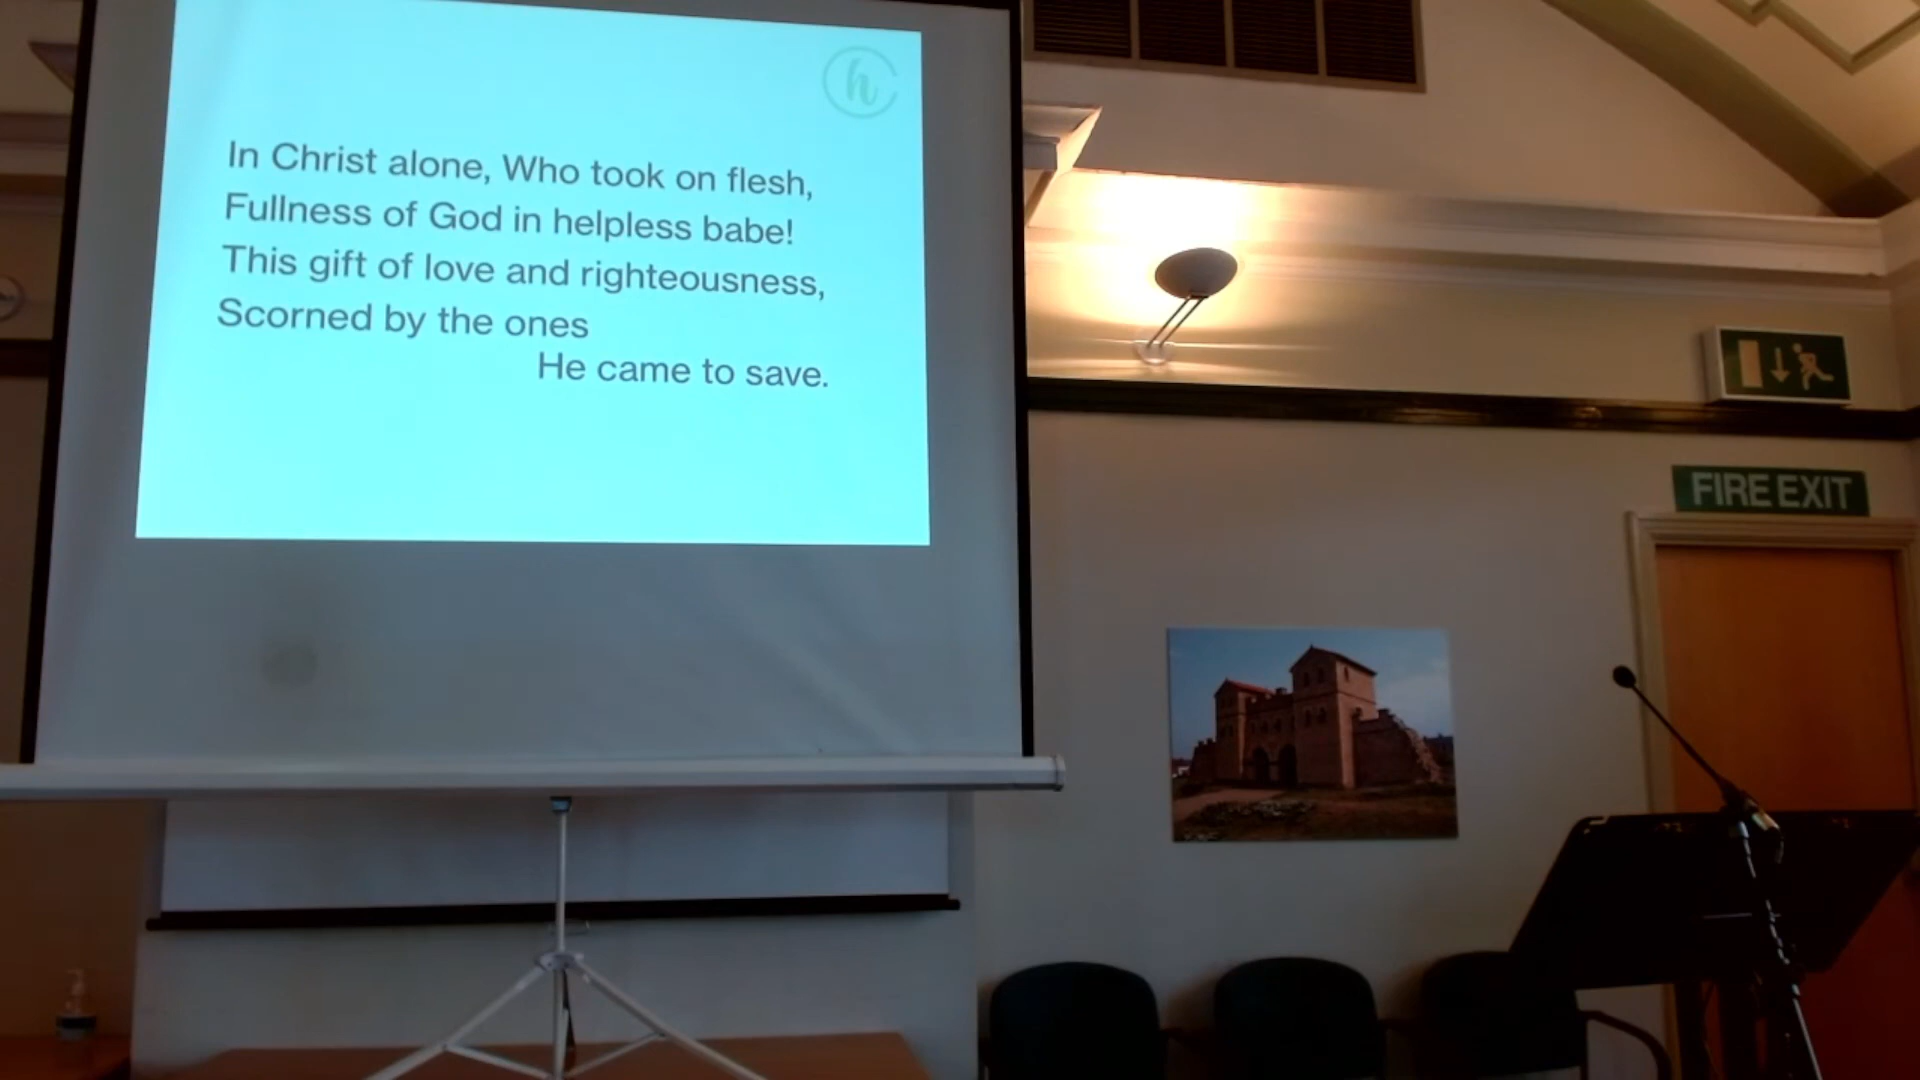 h
In Christ alone, Who took on flesh,
Fullness of God in helpless babe!
This gift of love and righteousness,
Scorned by the ones
He came to save.
FIRE EXIT